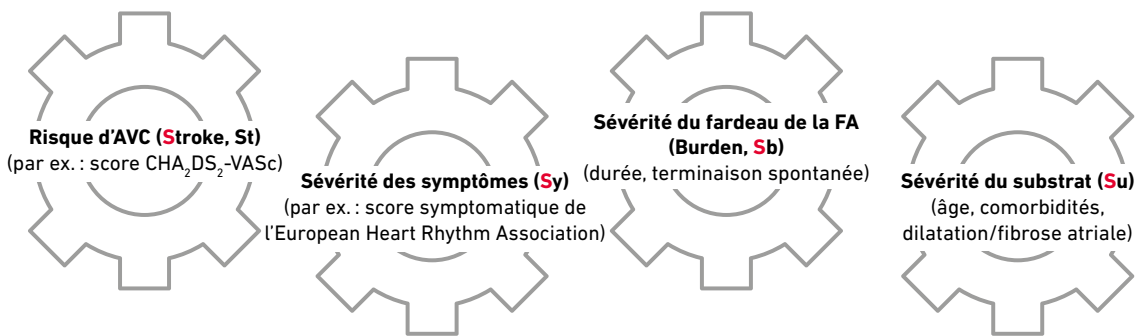 Risque d'AVC (Stroke, St)
(par ex. : score CHA₂DS₂-VASc)
Sévérité des symptômes (Sy)
(par ex. : score symptomatique de
l'European Heart Rhythm Association)
Sévérité du fardeau de la FA
(Burden, Sb)
(durée, terminaison spontanée)
Sévérité du substrat (Su)
(âge, comorbidités,
dilatation/fibrose atriale)